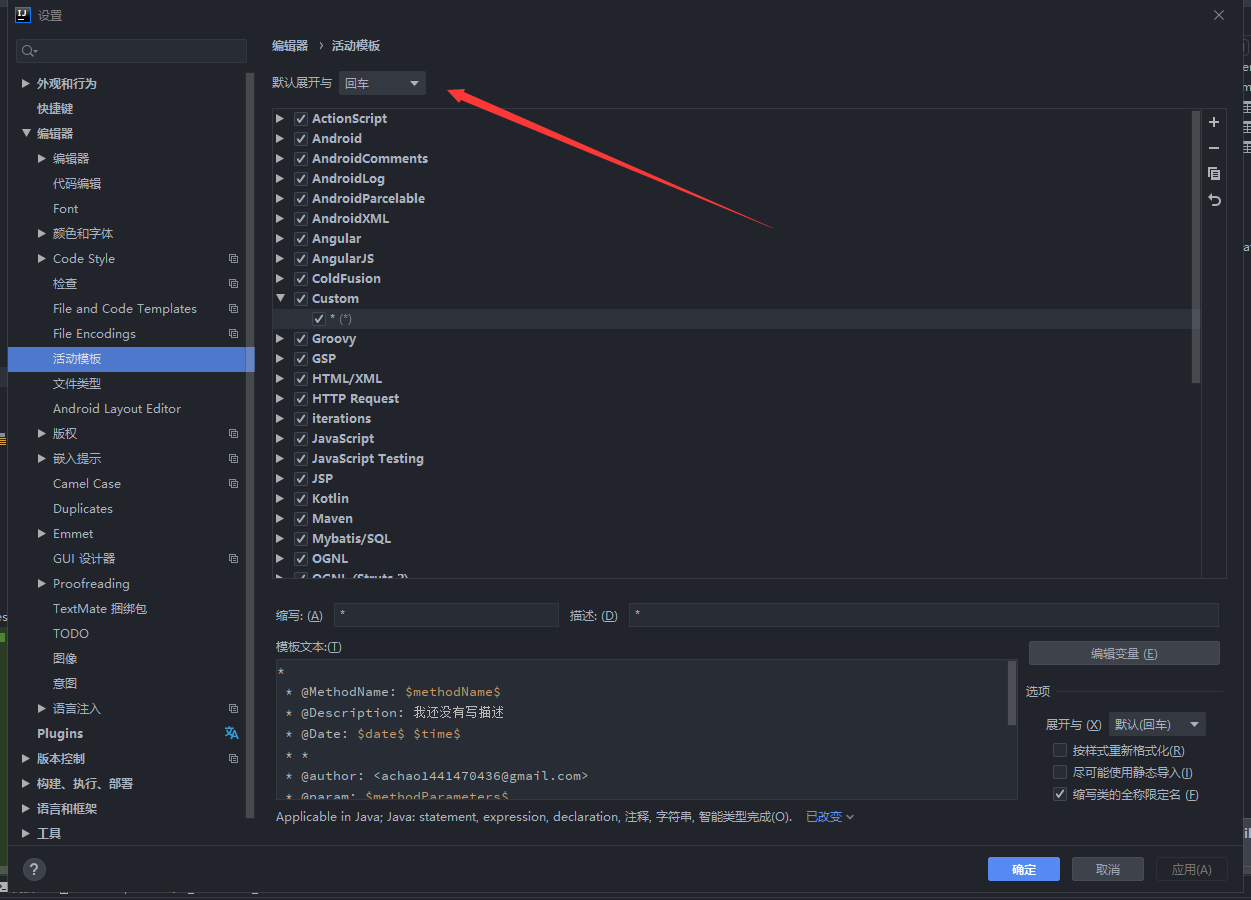 设置
编辑器 › 活动模板
默认展开与 回车
外观和行为
快捷键
编辑器
编辑器
代码编辑
Font
颜色和字体
Code Style
检查
File and Code Templates
File Encodings
活动模板
文件类型
Android Layout Editor
版权
嵌入提示
Camel Case
Duplicates
Emmet
GUI 设计器
Proofreading
TextMate 捆绑包
TODO
图像
意图
语言注入
Plugins
版本控制
构建、执行、部署
语言和框架
工具
ActionScript
Android
AndroidComments
AndroidLog
AndroidParcelable
AndroidXML
Angular
AngularJS
ColdFusion
Custom
* (*)
Groovy
GSP
HTML/XML
HTTP Request
iterations
JavaScript
JavaScript Testing
JSP
Kotlin
Maven
Mybatis/SQL
OGNL
OGNL (Struts 2)
缩写: (A) * 描述: (D) *
模板文本:(T)
*
* @MethodName: $methodName$
* @Description: 我还没有写描述
* @Date: $date$ $time$
* *
* @author: <achao1441470436@gmail.com>
* @param: $methodParameters$
编辑变量 (E)
选项
展开与 (X) 默认(回车)
按样式重新格式化(R)
尽可能使用静态导入(I)
缩写类的全称限定名 (F)
Applicable in Java; Java: statement, expression, declaration, 注释, 字符串, 智能类型完成(O). 已改变
?
确定 取消 应用(A)